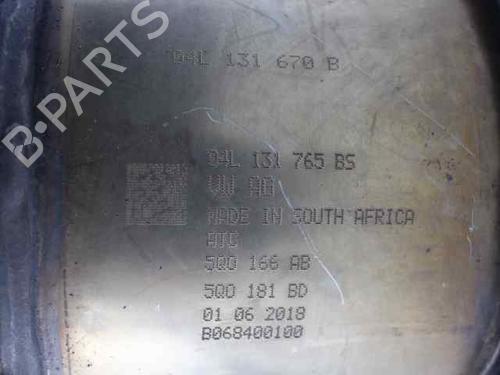 B-PARTS
04L 131 670 B
04L 131 765 BS
VW AG
MADE IN SOUTH AFRICA
ATC
5Q0 166 AB
5Q0 181 BD
01 06 2018
B068400100